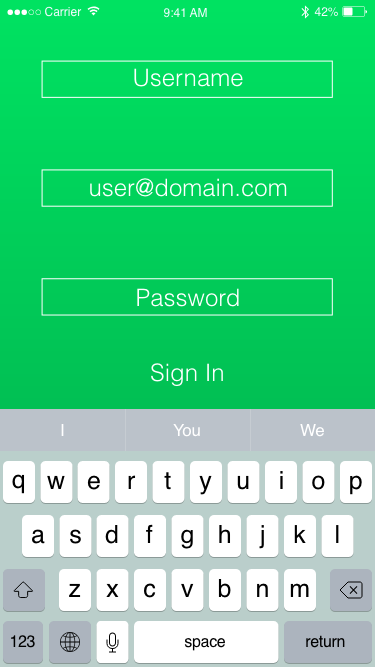 Carrier 9:41 AM 42%
Username
user@domain.com
Password
Sign In
I You We
q w e r t y u i o p
a s d f g h j k l
z x c v b n m
123 space return